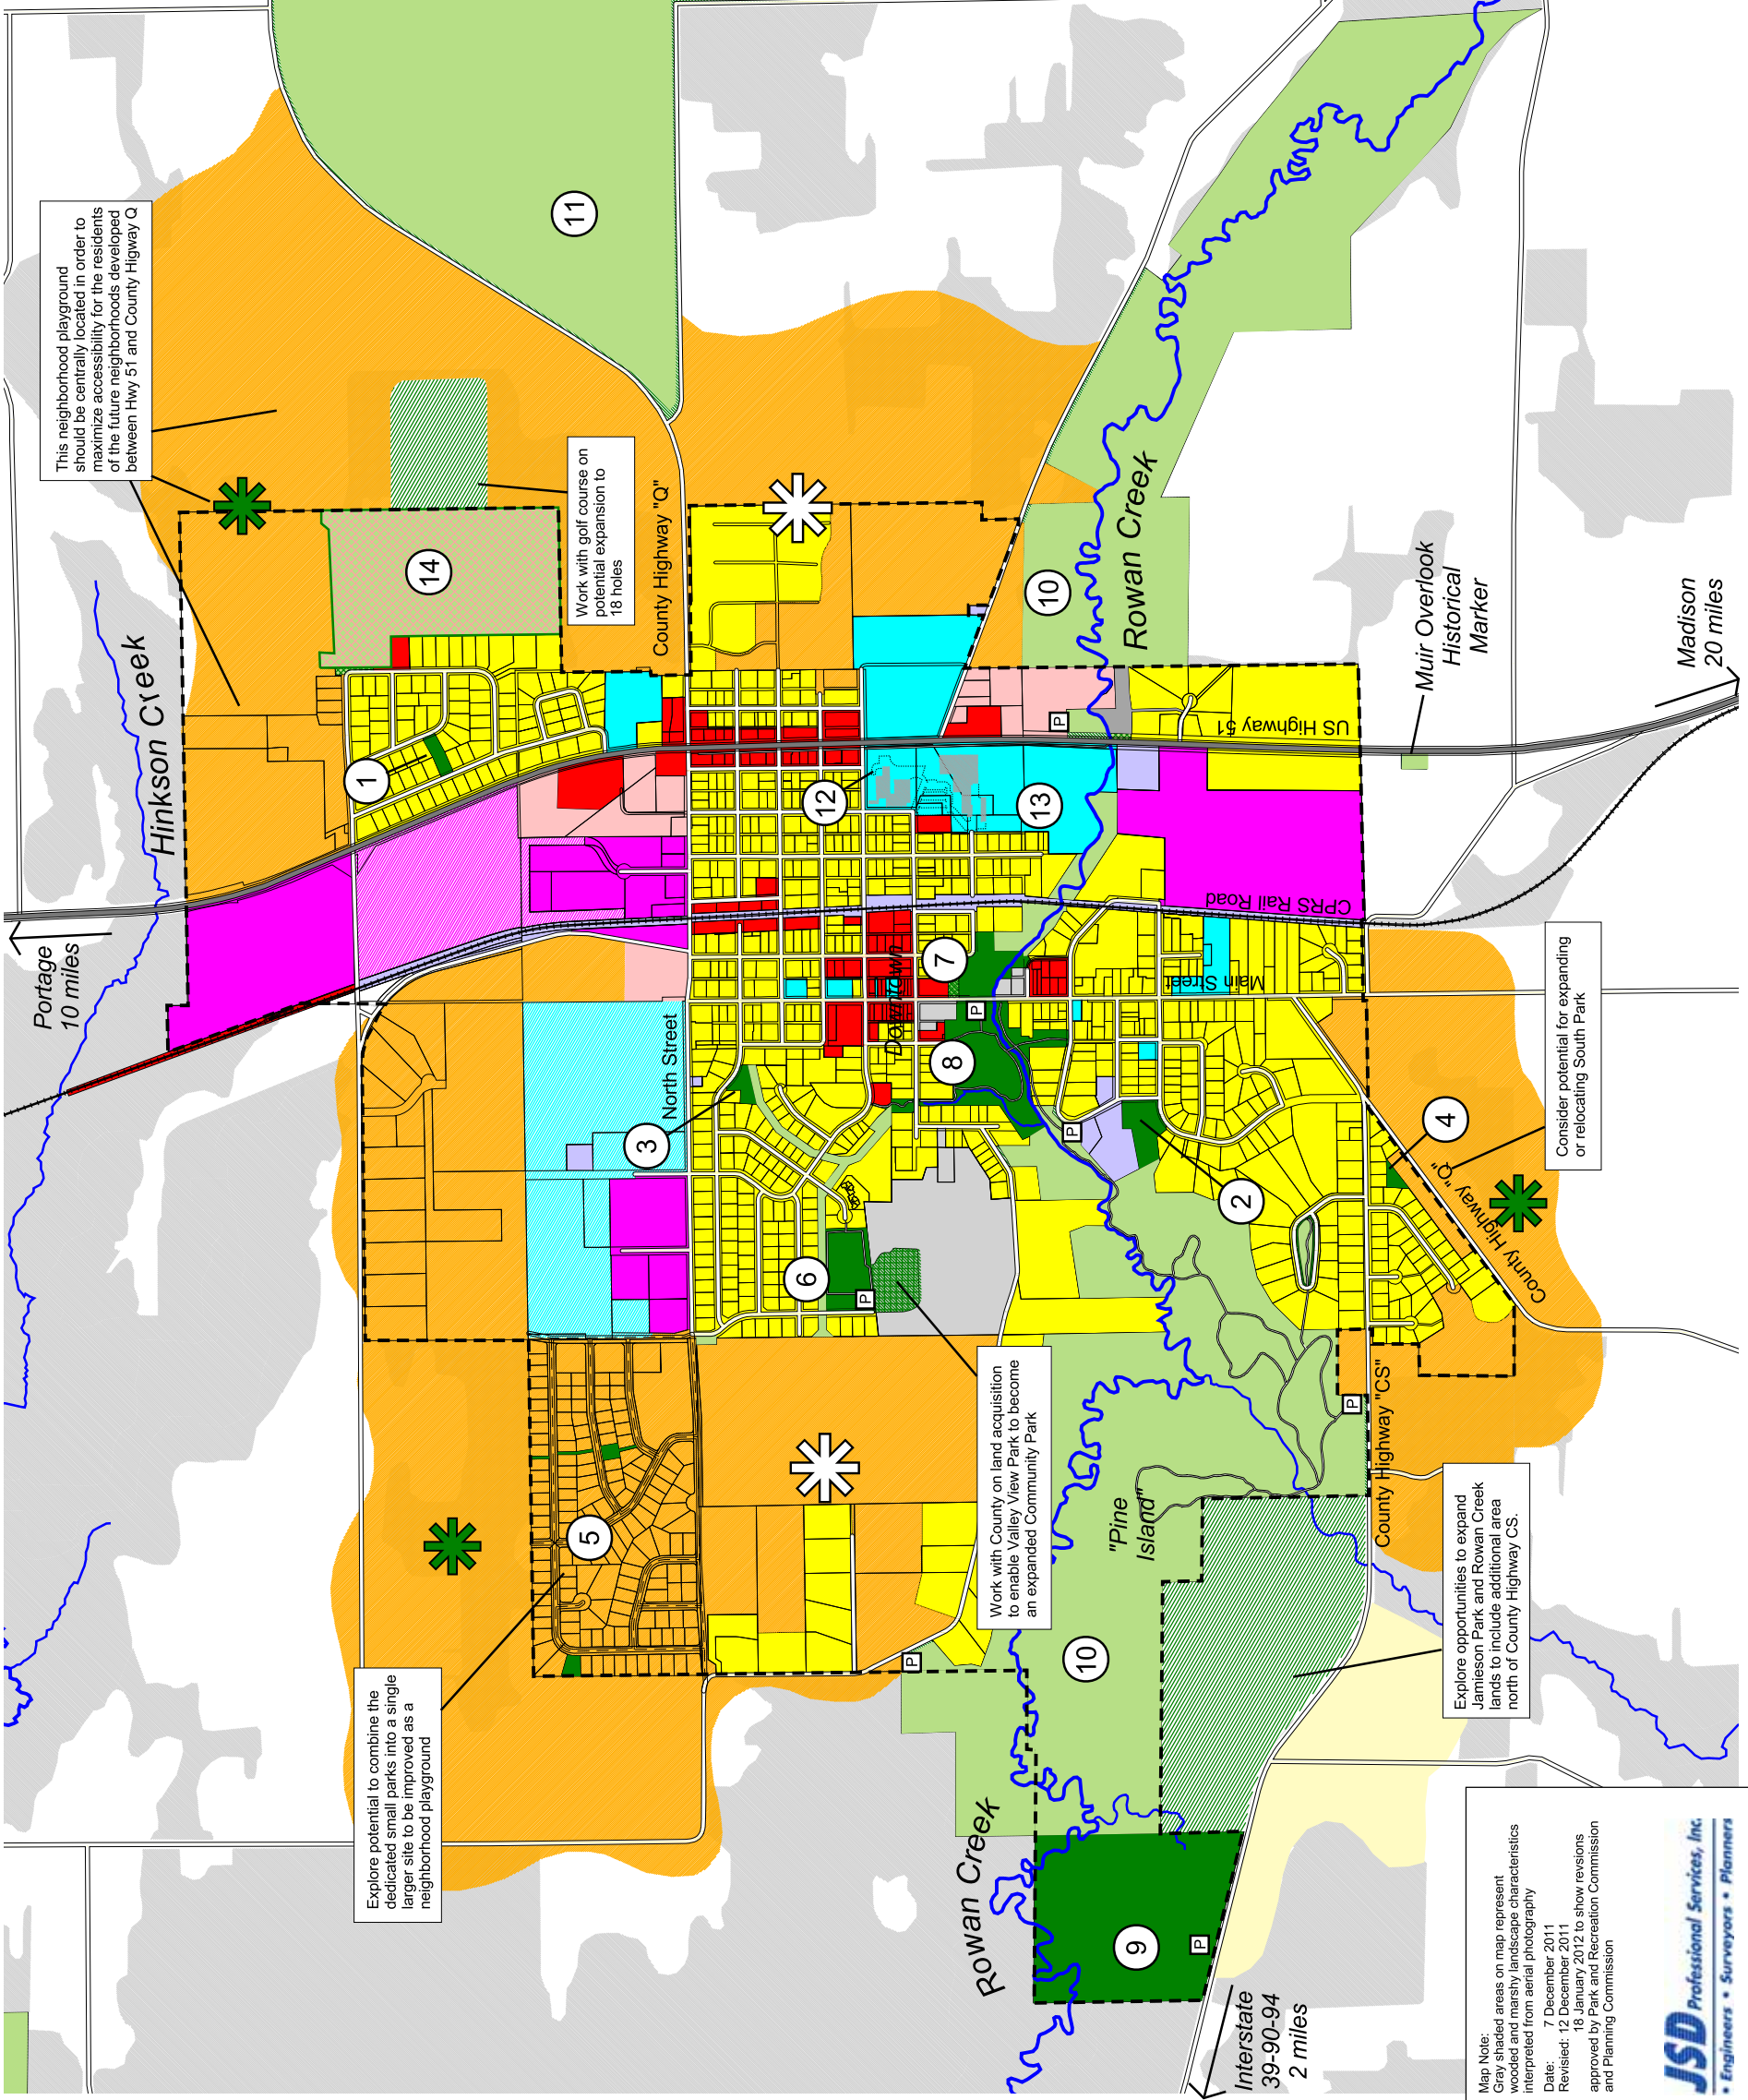 This neighborhood playground
should be centrally located in order to
maximize accessibility for the residents
of the future neighborhoods developed
between Hwy 51 and County Higway Q
11
Hinkson Creek
14
Work with golf course on
potential expansion to
18 holes
County Highway "Q"
10
Rowan Creek
Muir Overlook
Historical
Marker
Madison
20 miles
US Highway 51
P
1
12
13
CPRS Rail Road
Portage
10 miles
7
Downtown
Main Street
8
P
North Street
3
P
2
4
Consider potential for expanding
or relocating South Park
County Highway "Q"
6
P
Work with County on land acquisition
to enable Valley View Park to become
an expanded Community Park
"Pine
Island"
P
County Highway "CS"
5
Explore potential to combine the
dedicated small parks into a single
larger site to be improved as a
neighborhood playground
P
10
Explore opportunities to expand
Jamieson Park and Rowan Creek
lands to include additional area
north of County Highway CS.
Rowan Creek
9
P
Interstate
39-90-94
2 miles
Map Note:
Gray shaded areas on map represent
wooded and marshy landscape characteristics
interpreted from aerial photography
Date: 7 December 2011
Revisied: 12 December 2011
18 January 2012 to show revsions
approved by Park and Recreation Commission
and Planning Commission
JSD Professional Services, Inc.
• Engineers • Surveyors • Planners